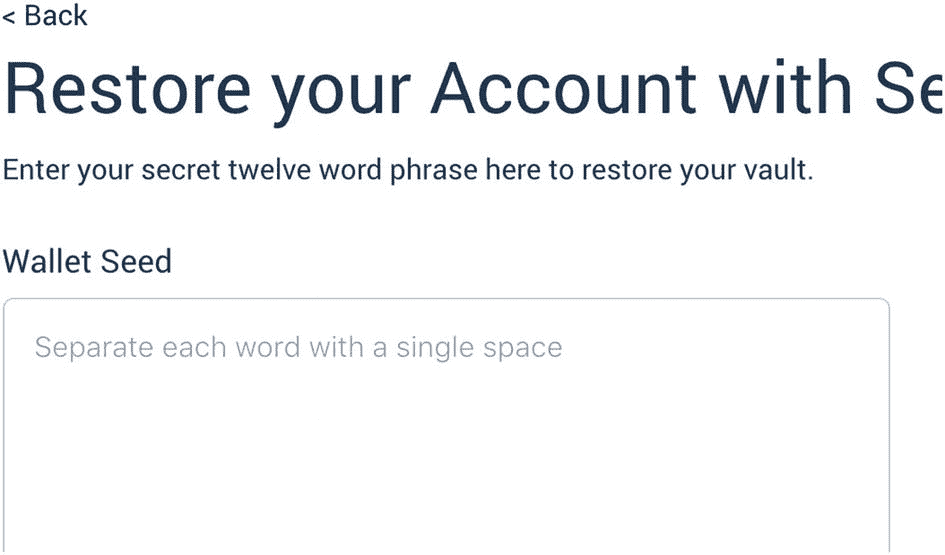 < Back
Restore your Account with Se
Enter your secret twelve word phrase here to restore your vault.
Wallet Seed
Separate each word with a single space